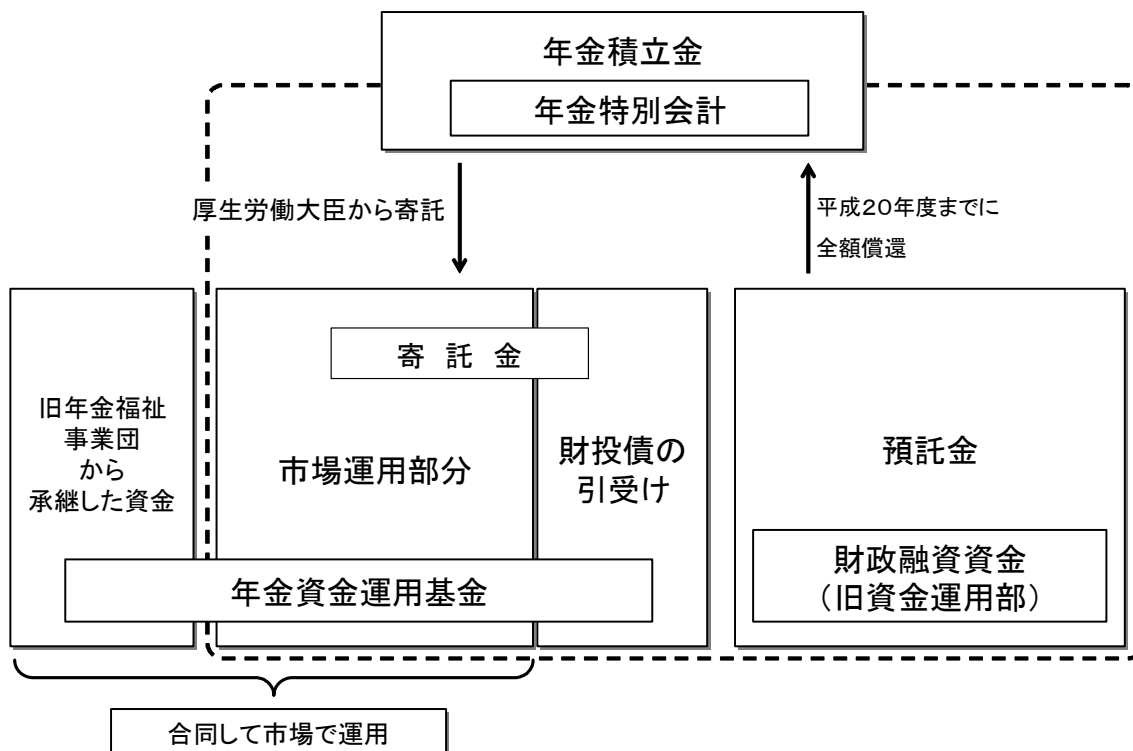 年金積立金
年金特別会計
厚生労働大臣から寄託
平成20年度までに
全額償還
寄託金
旧年金福祉
事業団
から
承継した資金
市場運用部分
財投債の
引受け
預託金
年金資金運用基金
財政融資資金
（旧資金運用部）
合同して市場で運用